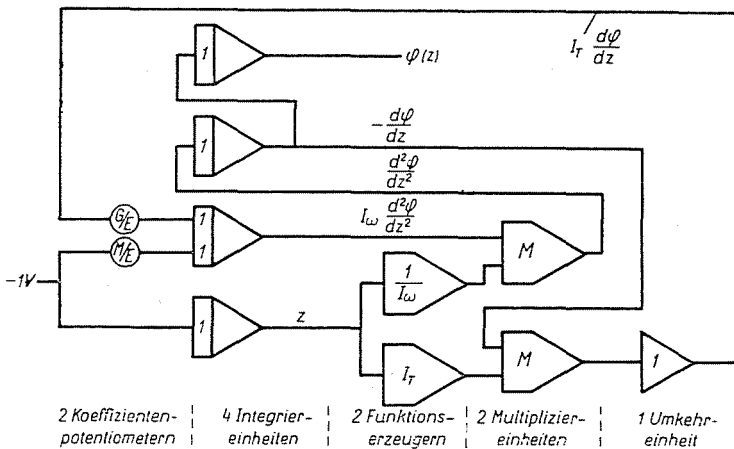 I_T dφ/dz
1
φ(z)
1
- dφ/dz
d²φ/dz²
G/E
1
I_ω d²φ/dz²
M/E
1
M
-1V
1/I_ω
1
z
I_T
M
1
2 Koeffizienten-
potentiometern
4 Integrier-
einheiten
2 Funktions-
erzeugern
2 Multiplizier-
einheiten
1 Umkehr-
einheit